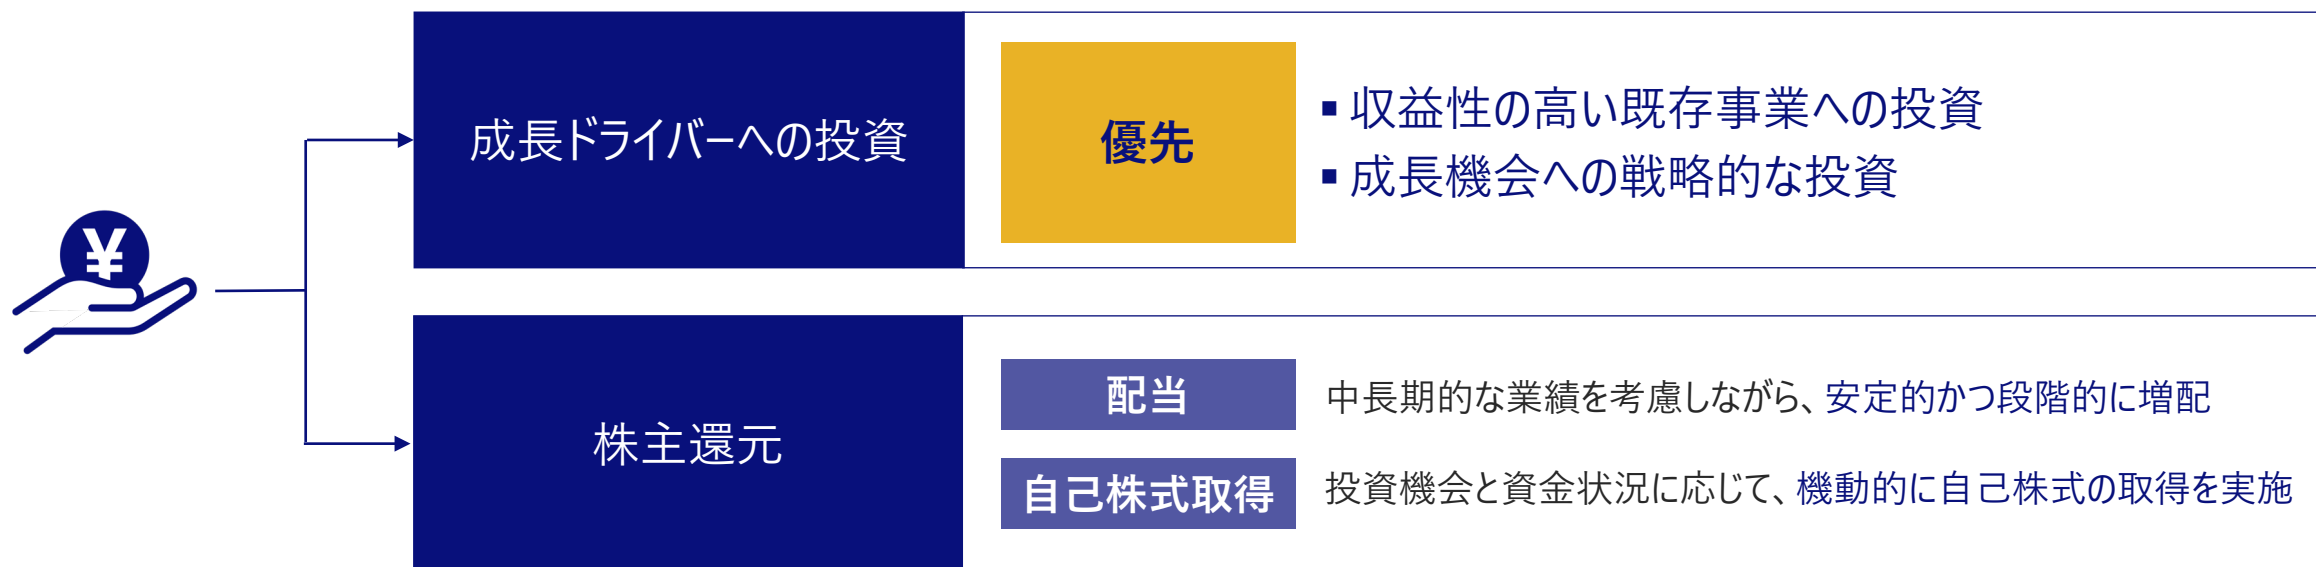 成長ドライバーへの投資
優先
▪収益性の高い既存事業への投資
▪成長機会への戦略的な投資
¥
株主還元
配当
中長期的な業績を考慮しながら、安定的かつ段階的に増配
自己株式取得
投資機会と資金状況に応じて、機動的に自己株式の取得を実施